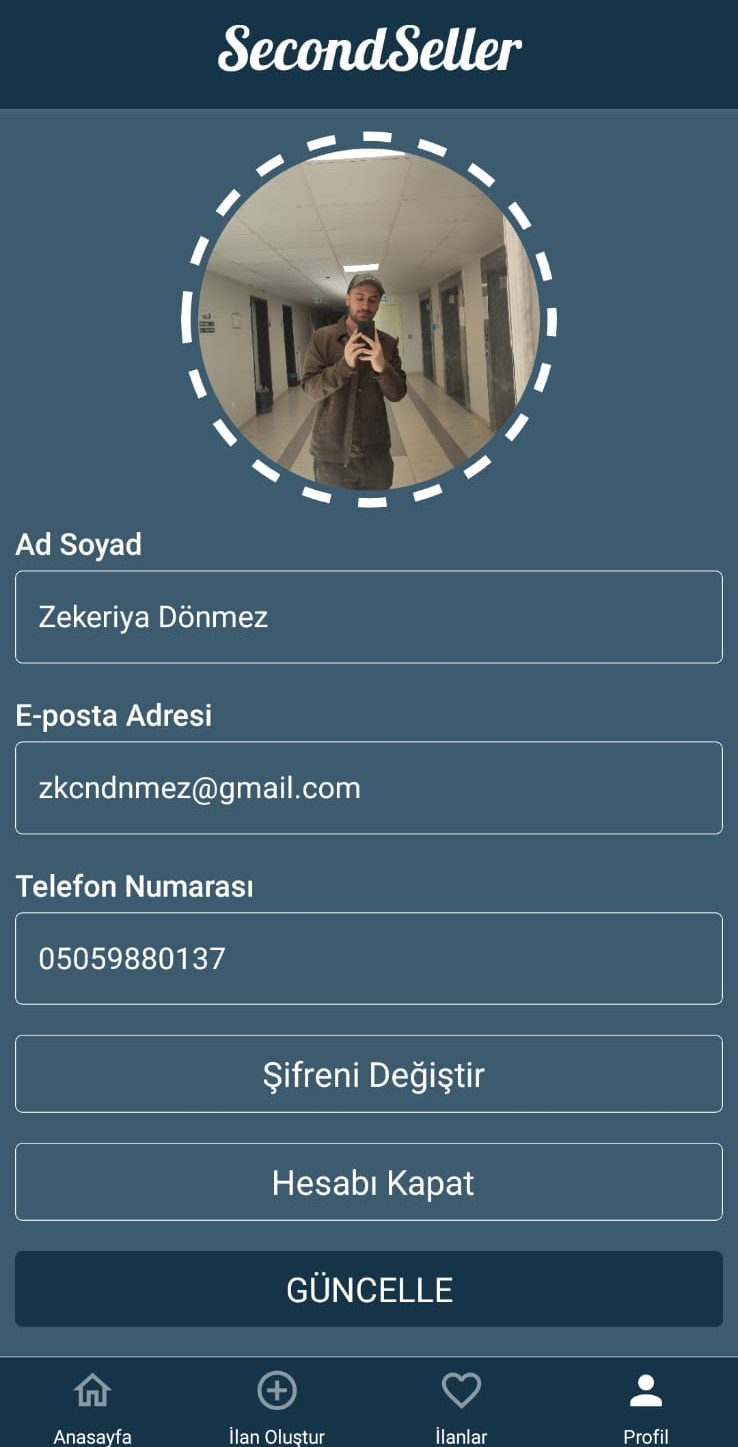 SecondSeller
Ad Soyad
Zekeriya Dönmez
E-posta Adresi
zkcndnmez@gmail.com
Telefon Numarası
05059880137
Şifreni Değiştir
Hesabı Kapat
GÜNCELLE
Anasayfa
İlan Oluştur
İlanlar
Profil